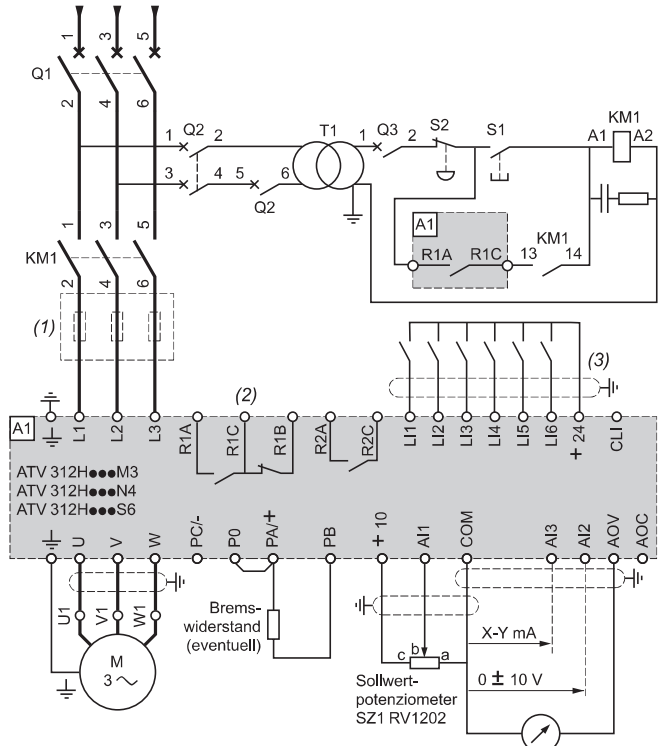 1 3 5
Q1
2 4 6
1 Q2 2
T1
1 Q3 2
S2
S1
KM1
A1 A2
3 4 5 6
Q2
A1
R1A R1C
KM1
13 14
1 3 5
KM1
2 4 6
(1)
(2)
(3)
A1
L1 L2 L3
R1A R1C R1B
R2A R2C
LI1 LI2 LI3 LI4 LI5 LI6 + 24 CLI
ATV 312H●●●M3
ATV 312H●●●N4
ATV 312H●●●S6
U V W PC/- P0 PA/+ PB
+ 10 AI1 COM AI3 AI2 AOV AOC
U1 V1 W1
M
3 ~
Brems-
widerstand
(eventuell)
c b a
Sollwert-
potenziometer
SZ1 RV1202
X-Y mA
0 ± 10 V